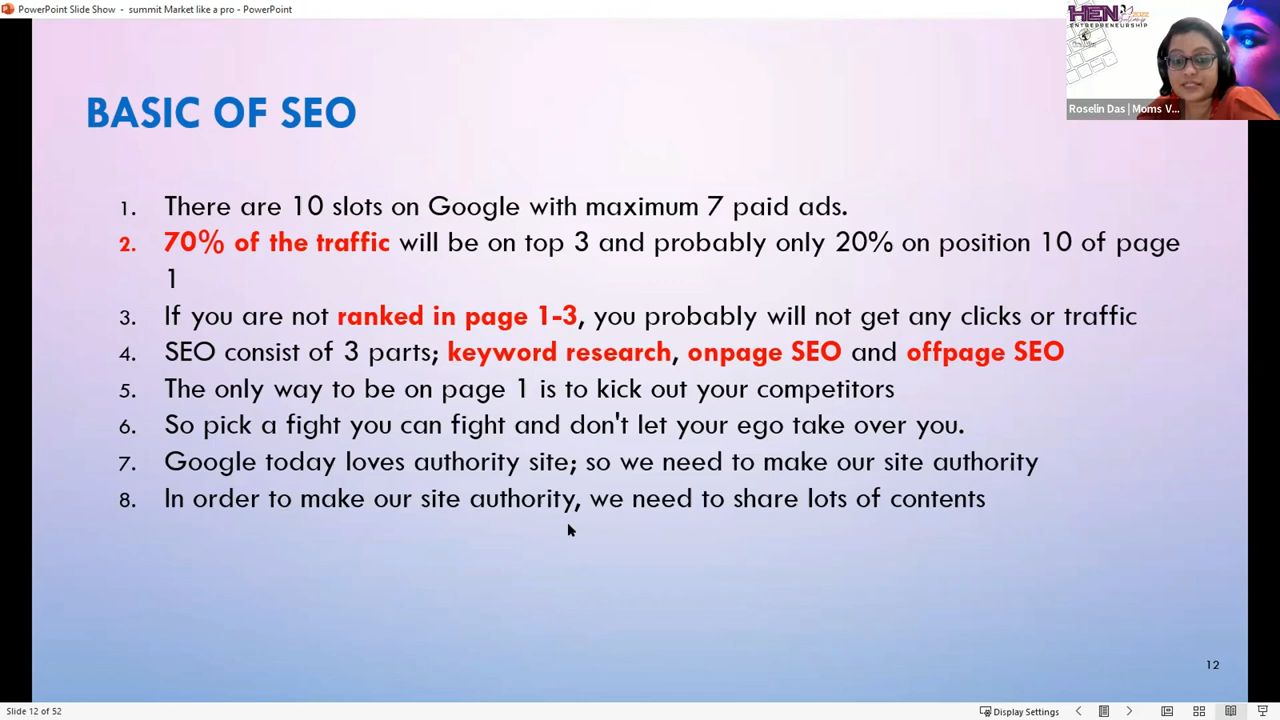 PowerPoint Slide Show - summit Market like a pro - PowerPoint
HEN
ENTREPRENEURSHIP
Roselin Das | Moms V...
BASIC OF SEO
1. There are 10 slots on Google with maximum 7 paid ads.
2. 70% of the traffic will be on top 3 and probably only 20% on position 10 of page
1
3. If you are not ranked in page 1-3, you probably will not get any clicks or traffic
4. SEO consist of 3 parts; keyword research, onpage SEO and offpage SEO
5. The only way to be on page 1 is to kick out your competitors
6. So pick a fight you can fight and don't let your ego take over you.
7. Google today loves authority site; so we need to make our site authority
8. In order to make our site authority, we need to share lots of contents
12
Slide 12 of 52
Display Settings